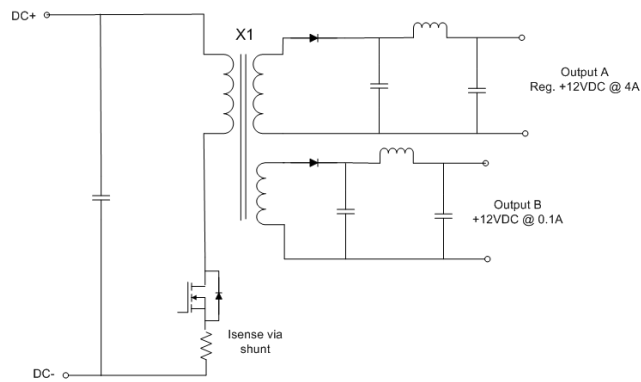 DC+
X1
Output A
Reg. +12VDC @ 4A
Output B
+12VDC @ 0.1A
Isense via
shunt
DC-